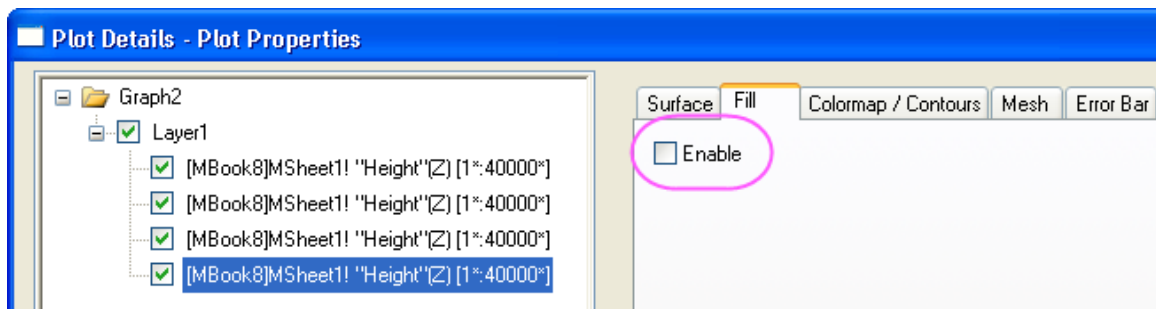 Plot Details - Plot Properties
Graph2
Layer1
[MBook8]MSheet1! "Height"(Z) [1*:40000*]
[MBook8]MSheet1! "Height"(Z) [1*:40000*]
[MBook8]MSheet1! "Height"(Z) [1*:40000*]
[MBook8]MSheet1! "Height"(Z) [1*:40000*]
Surface Fill Colormap / Contours Mesh Error Bar
Enable